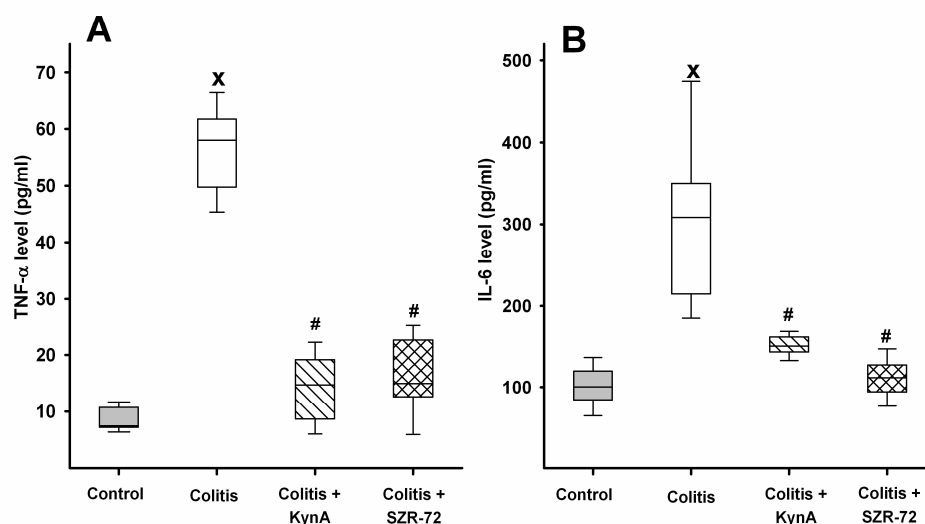 A
TNF-α level (pg/ml)
70
60
50
40
30
20
10
x
#
#
Control
Colitis
Colitis +
KynA
Colitis +
SZR-72
B
IL-6 level (pg/ml)
500
400
300
200
100
x
#
#
Control
Colitis
Colitis +
KynA
Colitis +
SZR-72